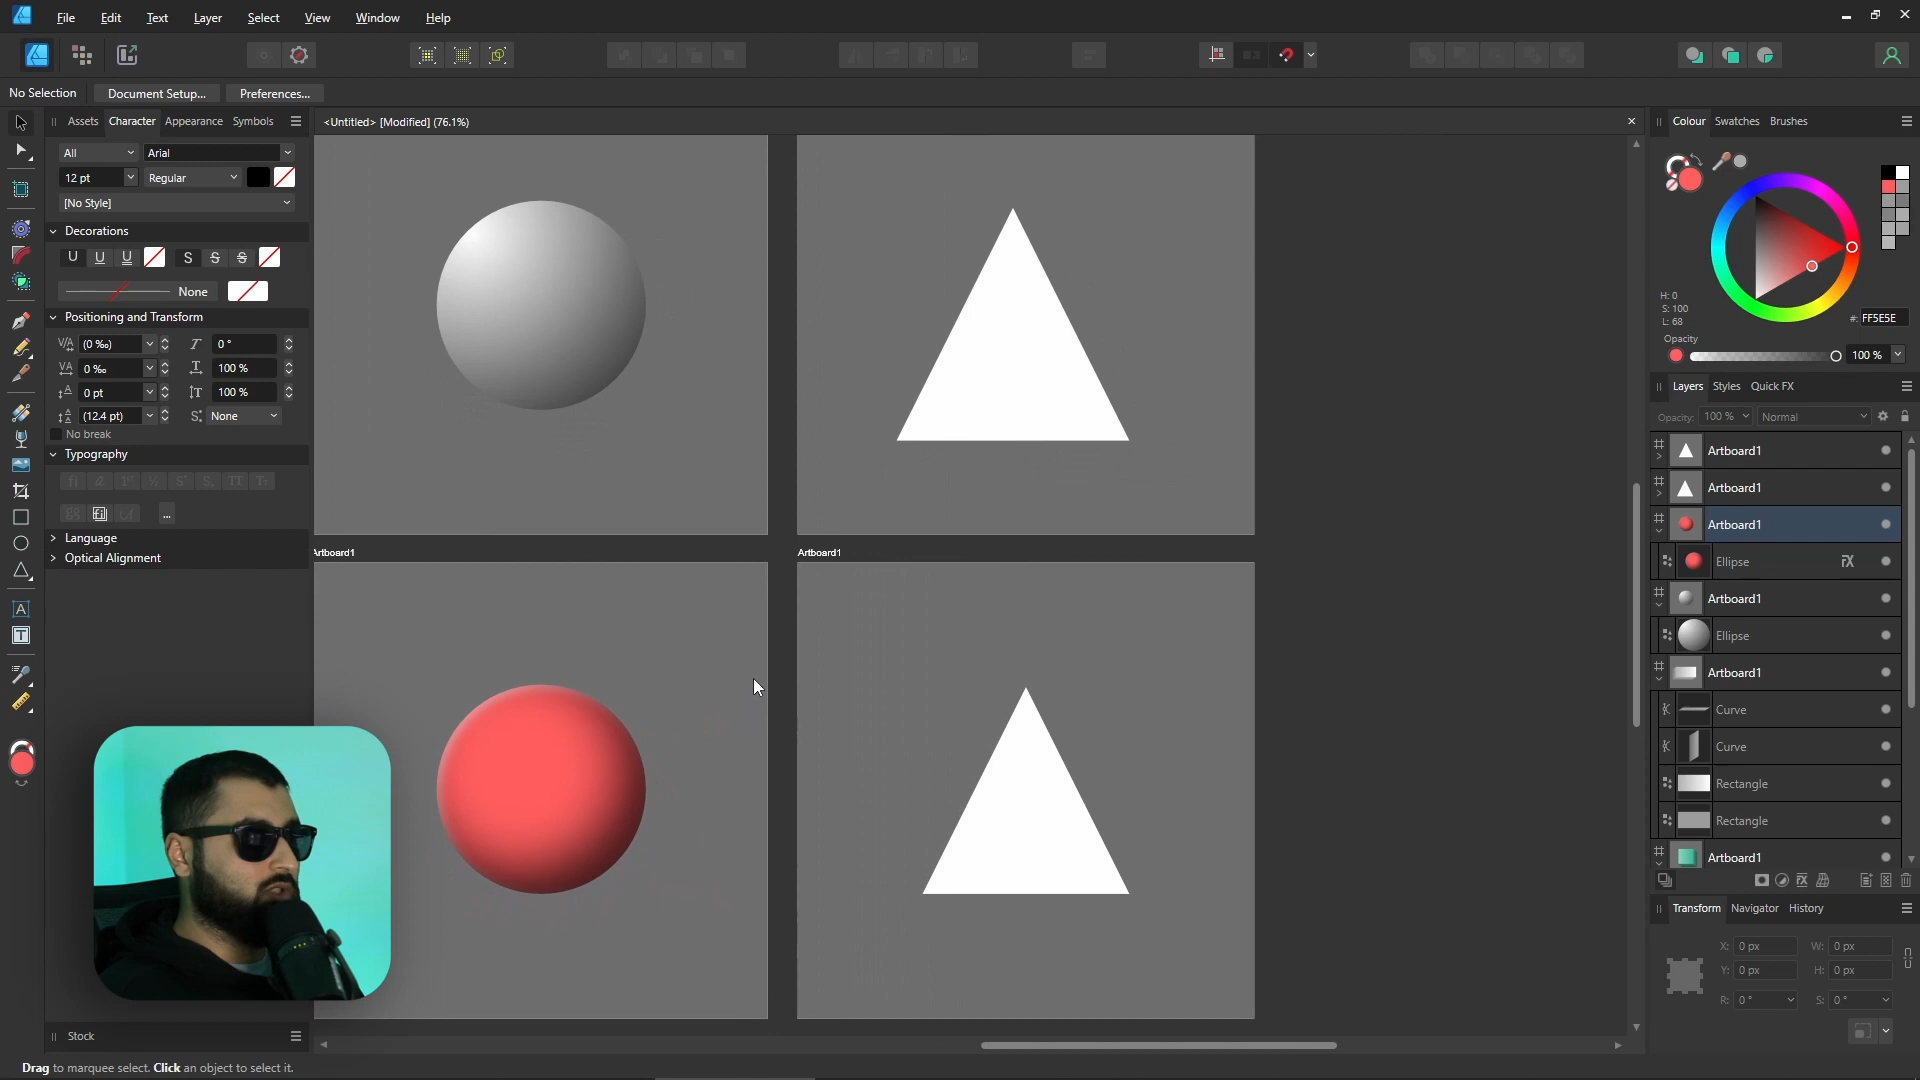 File Edit Text Layer Select View Window Help
No Selection Document Setup... Preferences...
Assets Character Appearance Symbols
<Untitled> [Modified] (76.1%)
Colour Swatches Brushes
All Arial
12 pt Regular
[No Style]
Decorations
U U U S S S
None
Positioning and Transform
(0 ‰) 0 °
0 ‰ 100 %
0 pt 100 %
(12.4 pt) None
No break
Typography
...
Language
Optical Alignment
Stock
Drag to marquee select. Click an object to select it.
Artboard1
Artboard1
H: 0
S: 100
L: 68
#: FF5E5E
Opacity
100 %
Layers Styles Quick FX
Opacity: 100 % Normal
Artboard1
Artboard1
Artboard1
Ellipse
Artboard1
Ellipse
Artboard1
Curve
Curve
Rectangle
Rectangle
Artboard1
Transform Navigator History
X: 0 px W: 0 px
Y: 0 px H: 0 px
R: 0 ° S: 0 °